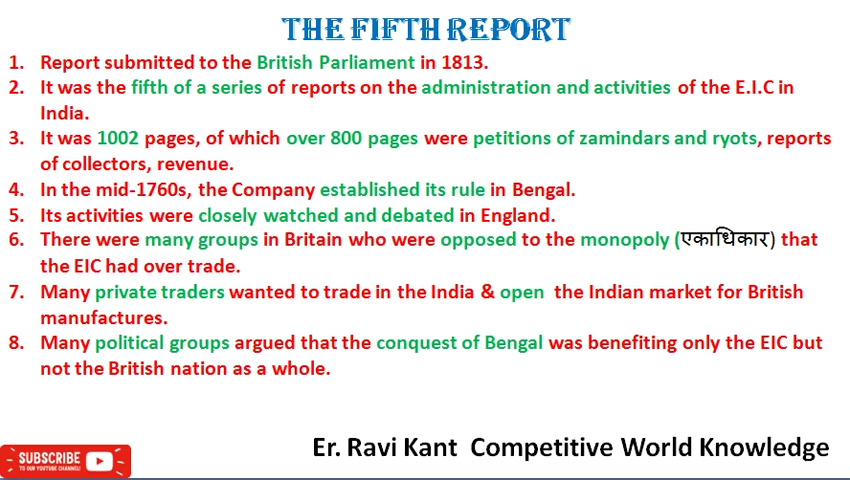 THE FIFTH REPORT
1. Report submitted to the British Parliament in 1813.
2. It was the fifth of a series of reports on the administration and activities of the E.I.C in
India.
3. It was 1002 pages, of which over 800 pages were petitions of zamindars and ryots, reports
of collectors, revenue.
4. In the mid-1760s, the Company established its rule in Bengal.
5. Its activities were closely watched and debated in England.
6. There were many groups in Britain who were opposed to the monopoly (एकाधिकार) that
the EIC had over trade.
7. Many private traders wanted to trade in the India & open the Indian market for British
manufactures.
8. Many political groups argued that the conquest of Bengal was benefiting only the EIC but
not the British nation as a whole.
Er. Ravi Kant Competitive World Knowledge
SUBSCRIBE
TO OUR YOUTUBE CHANNEL!